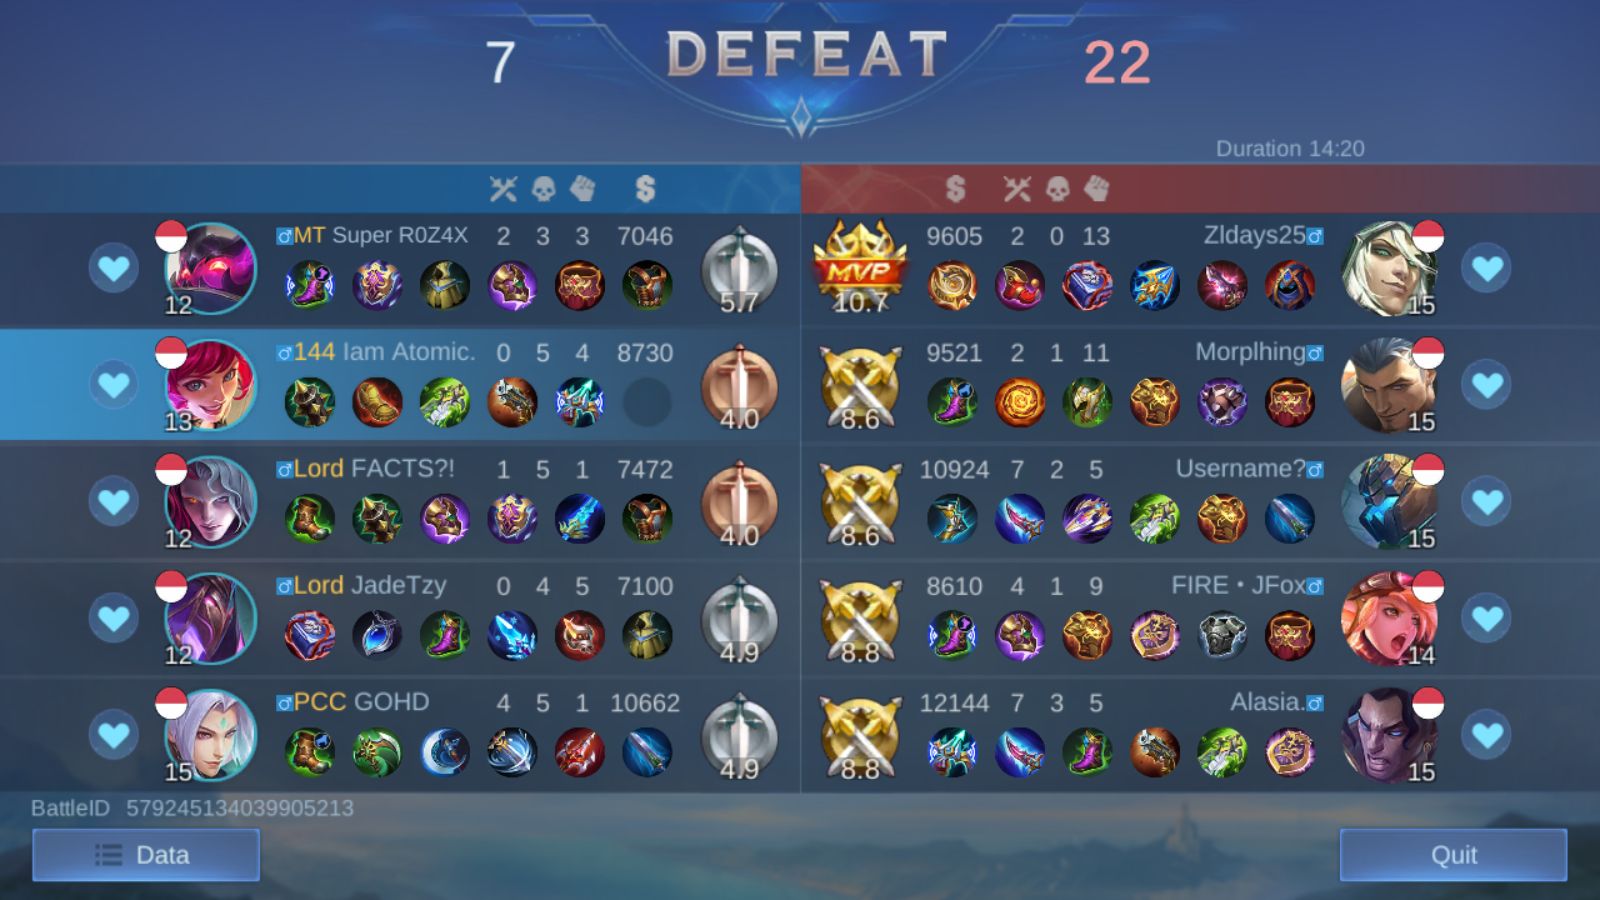 7 DEFEAT 22
Duration 14:20
MT Super R0Z4X 2 3 3 7046
12 5.7
MVP 9605 2 0 13 Zldays25
10.7 15
144 Iam Atomic. 0 5 4 8730
13 4.0
9521 2 1 11 Morplhing
8.6 15
Lord FACTS?! 1 5 1 7472
12 4.0
10924 7 2 5 Username?
8.6 15
Lord JadeTzy 0 4 5 7100
12 4.9
8610 4 1 9 FIRE • JFox
8.8 14
PCC GOHD 4 5 1 10662
15 4.9
12144 7 3 5 Alasia.
8.8 15
BattleID 579245134039905213
Data
Quit